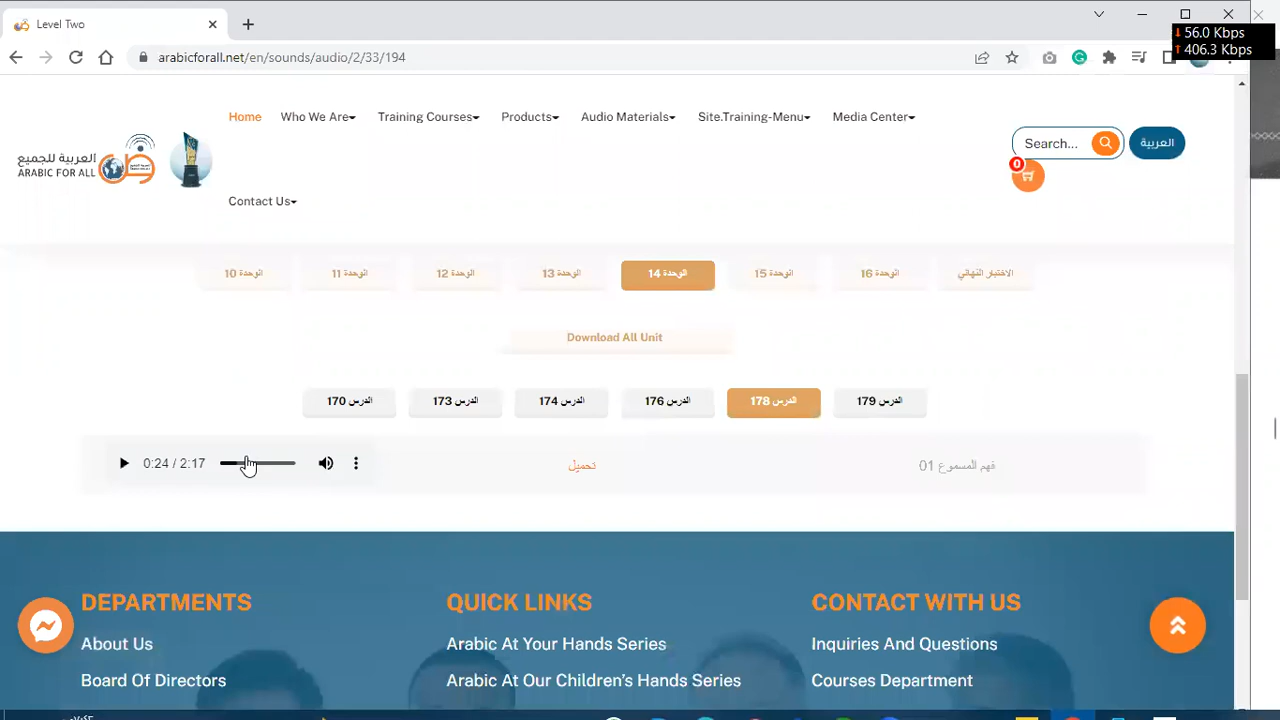 Level Two
56.0 Kbps
406.3 Kbps
arabicforall.net/en/sounds/audio/2/33/194
Home
Who We Are
Training Courses
Products
Audio Materials
Site.Training-Menu
Media Center
Contact Us
العربية للجميع
ARABIC FOR ALL
Search...
العربية
0
الوحدة 10
الوحدة 11
الوحدة 12
الوحدة 13
الوحدة 14
الوحدة 15
الوحدة 16
الاختبار النهائي
Download All Unit
الدرس 170
الدرس 173
الدرس 174
الدرس 176
الدرس 178
الدرس 179
0:24 / 2:17
تحميل
فهم المسموع 01
DEPARTMENTS
About Us
Board Of Directors
QUICK LINKS
Arabic At Your Hands Series
Arabic At Our Children's Hands Series
CONTACT WITH US
Inquiries And Questions
Courses Department